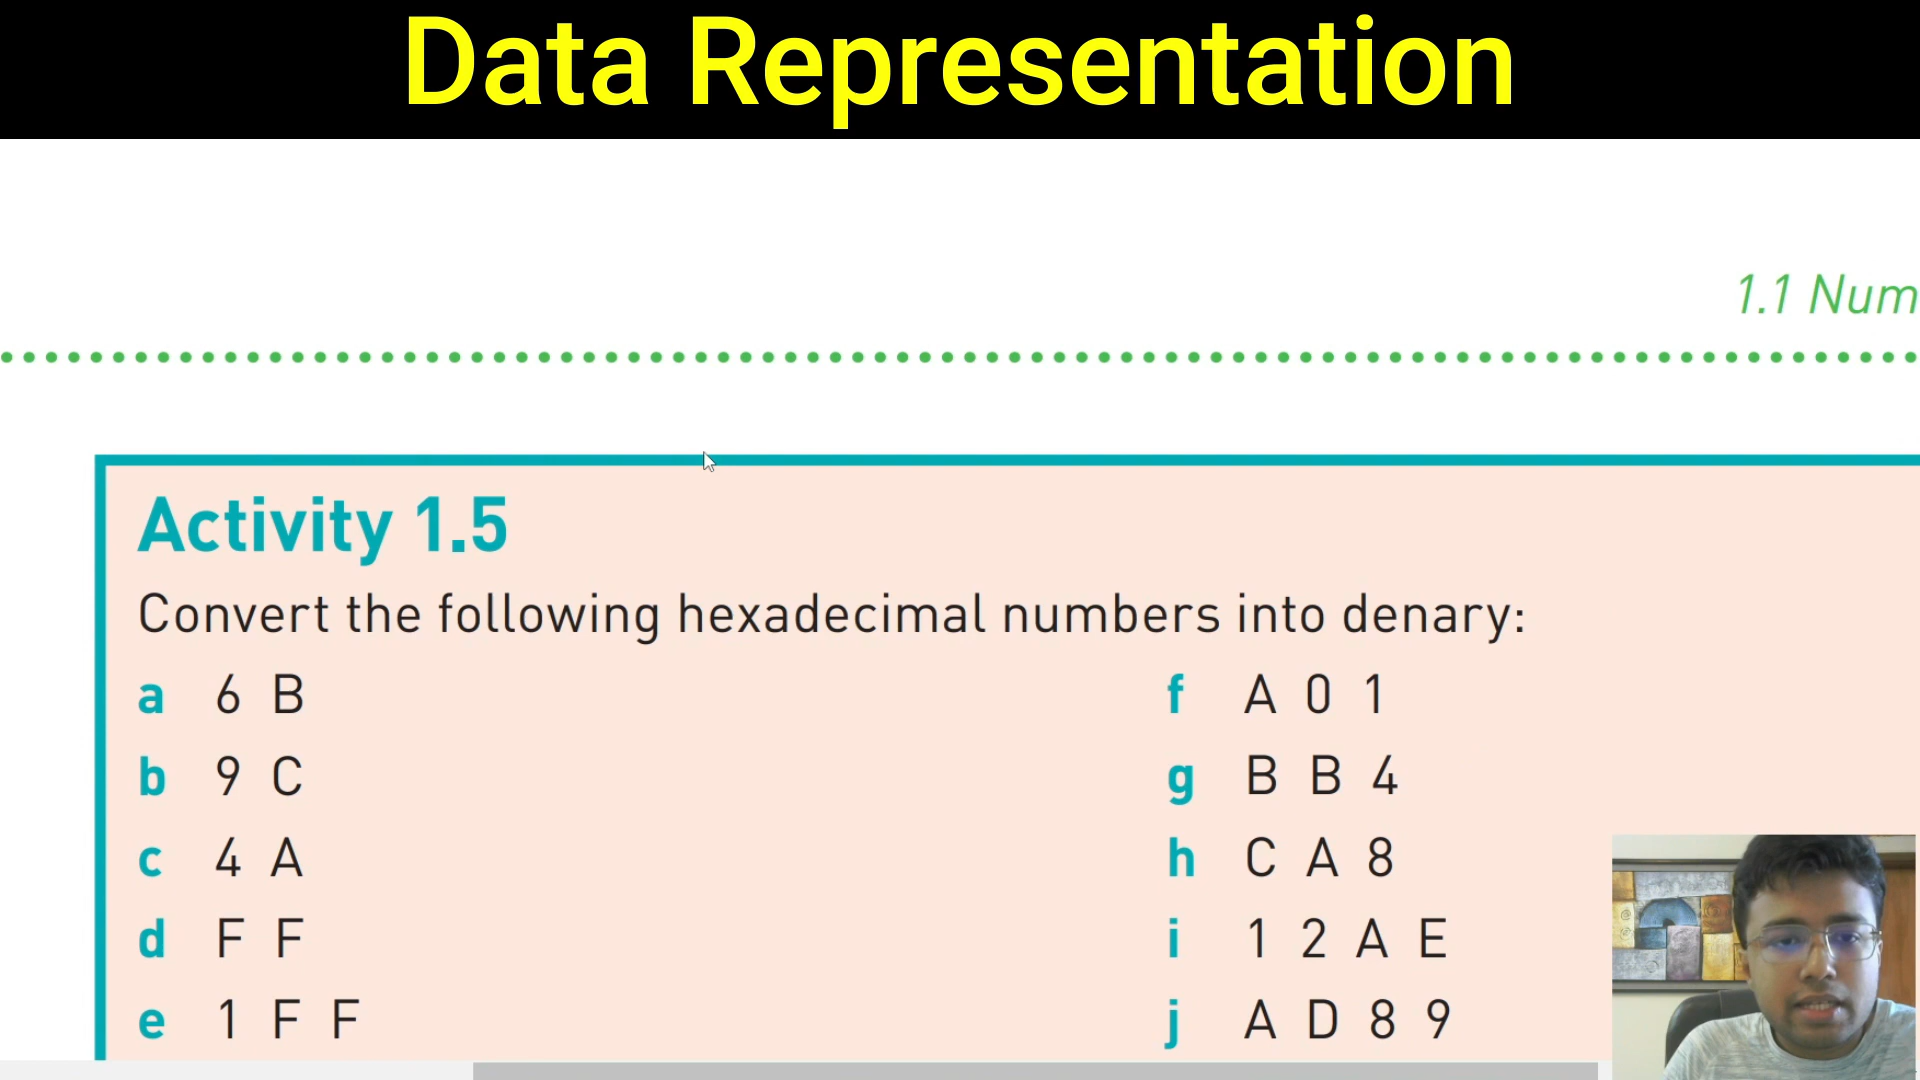 Data Representation
1.1 Num
Activity 1.5
Convert the following hexadecimal numbers into denary:
a 6 B
b 9 C
c 4 A
d F F
e 1 F F
f A 0 1
g B B 4
h C A 8
i 1 2 A E
j A D 8 9